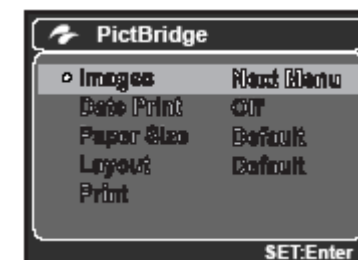 PictBridge
Images Next Menu
Date Print Off
Paper Size Default
Layout Default
Print
SET:Enter